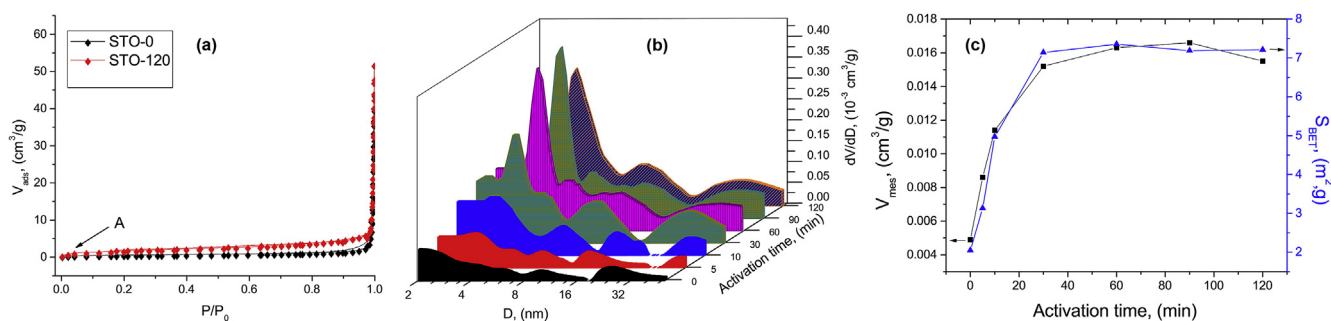 (a)
STO-0
STO-120
A
60
50
40
30
20
10
0
V_ads, (cm³/g)
0.0 0.2 0.4 0.6 0.8 1.0
P/P₀
(b)
0.40
0.35
0.30
0.25
0.20
0.15
0.10
0.05
0.00
dV/dD, (10⁻³ cm³/g)
120
90
60
30
10
5
0
Activation time, (min)
2 4 8 16 32
D, (nm)
(c)
0.018
0.016
0.014
0.012
0.010
0.008
0.006
0.004
V_mes, (cm³/g)
8
7
6
5
4
3
2
S_BET, (m²,g)
0 20 40 60 80 100 120
Activation time, (min)